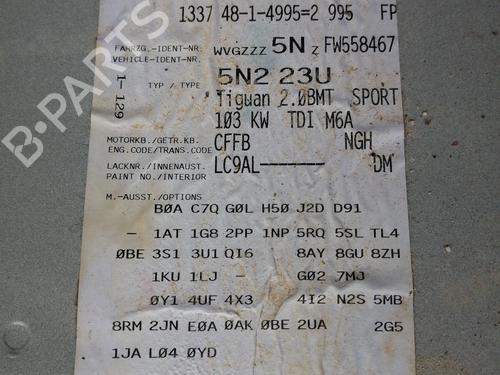 1337 48-1-4995=2 995 FP
FAHRZG.-IDENT-NR. WVGZZZ 5N Z FW558467
VEHICLE-IDENT-NR.
TYP / TYPE 5N2 23U
1-129
Tiguan 2.0BMT SPORT
103 KW TDI M6A
MOTORKB./GETR.KB. CFFB NGH
ENG.CODE/TRANS.CODE
LACKNR./INNENAUST. LC9AL------- DM
PAINT NO./INTERIOR
M.-AUSST./OPTIONS
B0A C7Q G0L H50 J2D D91
- 1AT 1G8 2PP 1NP 5RQ 5SL TL4
0BE 3S1 3U1 QI6 8AY 8GU 8ZH
1KU 1LJ - G02 7MJ
0Y1 4UF 4X3 4I2 N2S 5MB
8RM 2JN E0A 0AK 0BE 2UA 2G5
1JA L04 0YD
B-PARTS